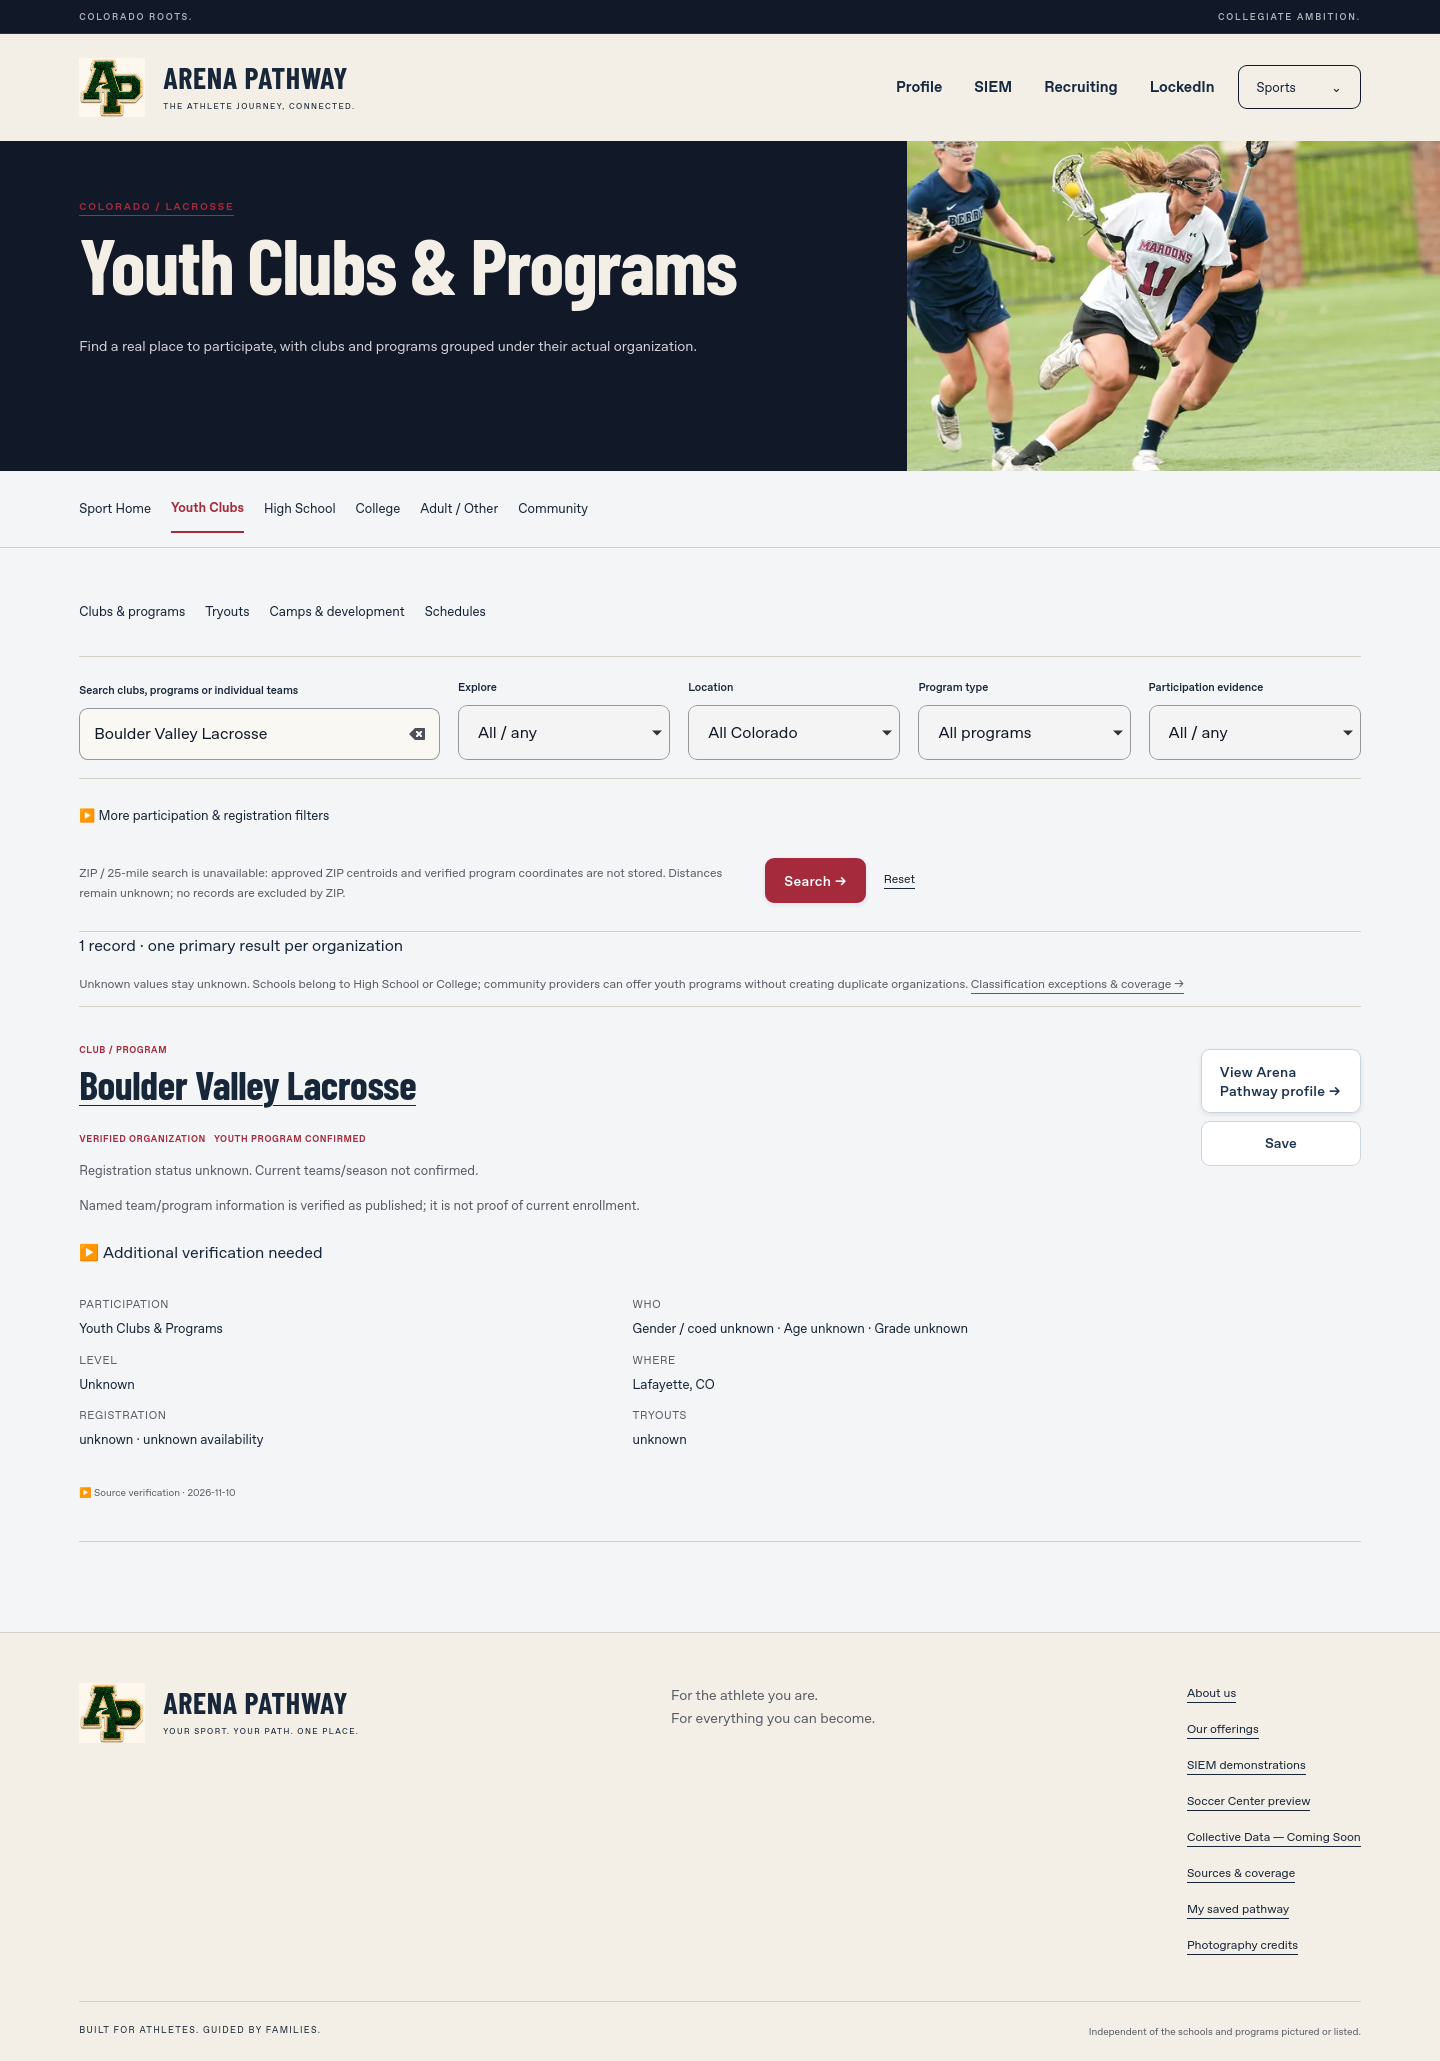 COLORADO ROOTS.
COLLEGIATE AMBITION.
AP
ARENA PATHWAY
THE ATHLETE JOURNEY, CONNECTED.
Profile
SIEM
Recruiting
LockedIn
Sports
COLORADO / LACROSSE
Youth Clubs & Programs
Find a real place to participate, with clubs and programs grouped under their actual organization.
BERRY
MAROONS
11
Sport Home
Youth Clubs
High School
College
Adult / Other
Community
Clubs & programs
Tryouts
Camps & development
Schedules
Search clubs, programs or individual teams
Boulder Valley Lacrosse
Explore
All / any
Location
All Colorado
Program type
All programs
Participation evidence
All / any
▶️ More participation & registration filters
ZIP / 25-mile search is unavailable: approved ZIP centroids and verified program coordinates are not stored. Distances
remain unknown; no records are excluded by ZIP.
Search →
Reset
1 record · one primary result per organization
Unknown values stay unknown. Schools belong to High School or College; community providers can offer youth programs without creating duplicate organizations. Classification exceptions & coverage →
CLUB / PROGRAM
Boulder Valley Lacrosse
View Arena
Pathway profile →
Save
VERIFIED ORGANIZATION YOUTH PROGRAM CONFIRMED
Registration status unknown. Current teams/season not confirmed.
Named team/program information is verified as published; it is not proof of current enrollment.
▶️ Additional verification needed
PARTICIPATION
Youth Clubs & Programs
WHO
Gender / coed unknown · Age unknown · Grade unknown
LEVEL
Unknown
WHERE
Lafayette, CO
REGISTRATION
unknown · unknown availability
TRYOUTS
unknown
▶️ Source verification · 2026-11-10
AP
ARENA PATHWAY
YOUR SPORT. YOUR PATH. ONE PLACE.
For the athlete you are.
For everything you can become.
About us
Our offerings
SIEM demonstrations
Soccer Center preview
Collective Data — Coming Soon
Sources & coverage
My saved pathway
Photography credits
BUILT FOR ATHLETES. GUIDED BY FAMILIES.
Independent of the schools and programs pictured or listed.